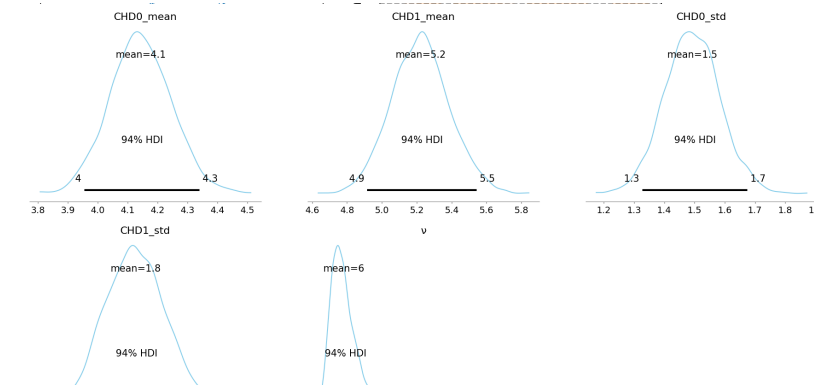 CHD0_mean
mean=4.1
94% HDI
4
4.3
3.8 3.9 4.0 4.1 4.2 4.3 4.4 4.5
CHD1_mean
mean=5.2
94% HDI
4.9
5.5
4.6 4.8 5.0 5.2 5.4 5.6 5.8
CHD0_std
mean=1.5
94% HDI
1.3
1.7
1.2 1.3 1.4 1.5 1.6 1.7 1.8
CHD1_std
mean=1.8
94% HDI
ν
mean=6
94% HDI